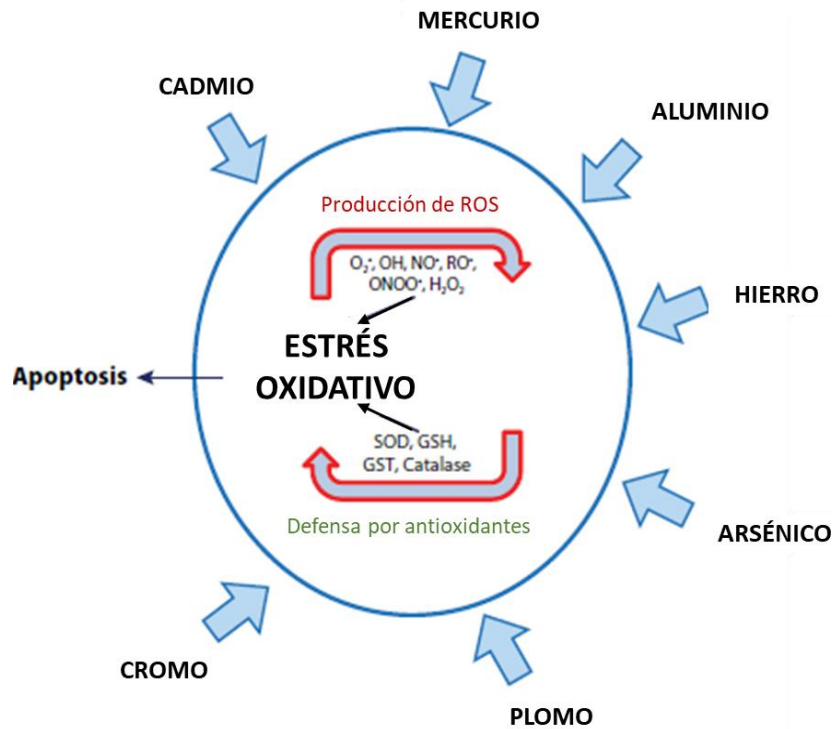 MERCURIO
CADMIO
ALUMINIO
Producción de ROS
O₂⁻, OH, NO•, RO•,
ONOO•, H₂O₂
HIERRO
ESTRÉS
OXIDATIVO
Apoptosis
SOD, GSH,
GST, Catalase
Defensa por antioxidantes
ARSÉNICO
CROMO
PLOMO